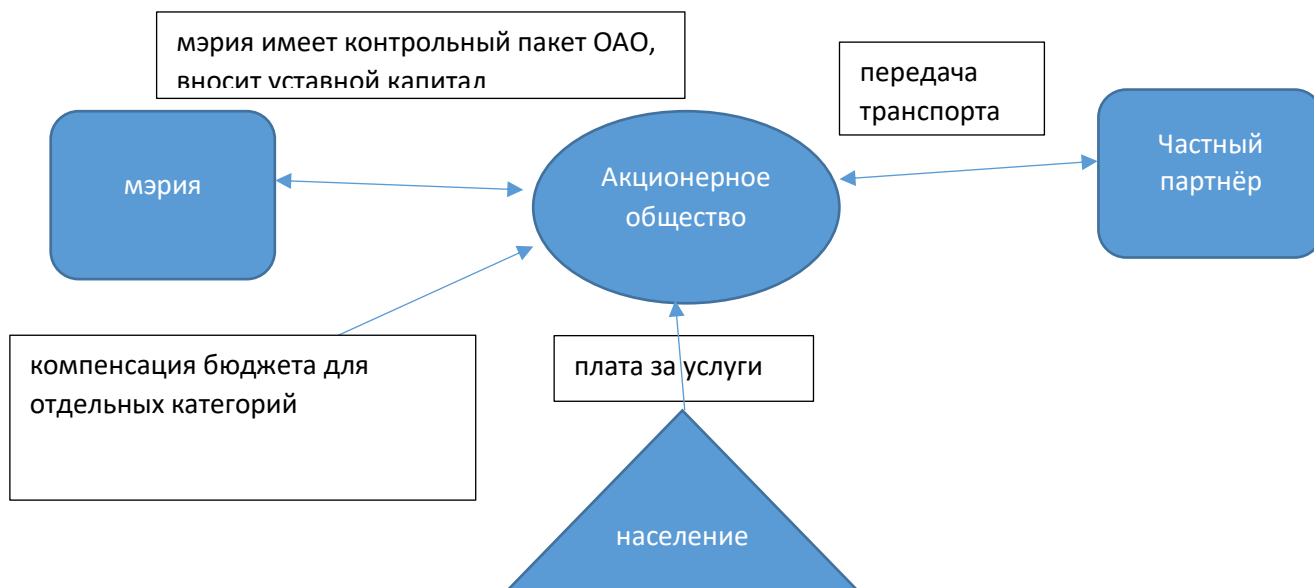 мэрия имеет контрольный пакет ОАО,
вносит уставной капитал
передача
транспорта
мэрия
Акционерное
общество
Частный
партнёр
компенсация бюджета для
отдельных категорий
плата за услуги
население